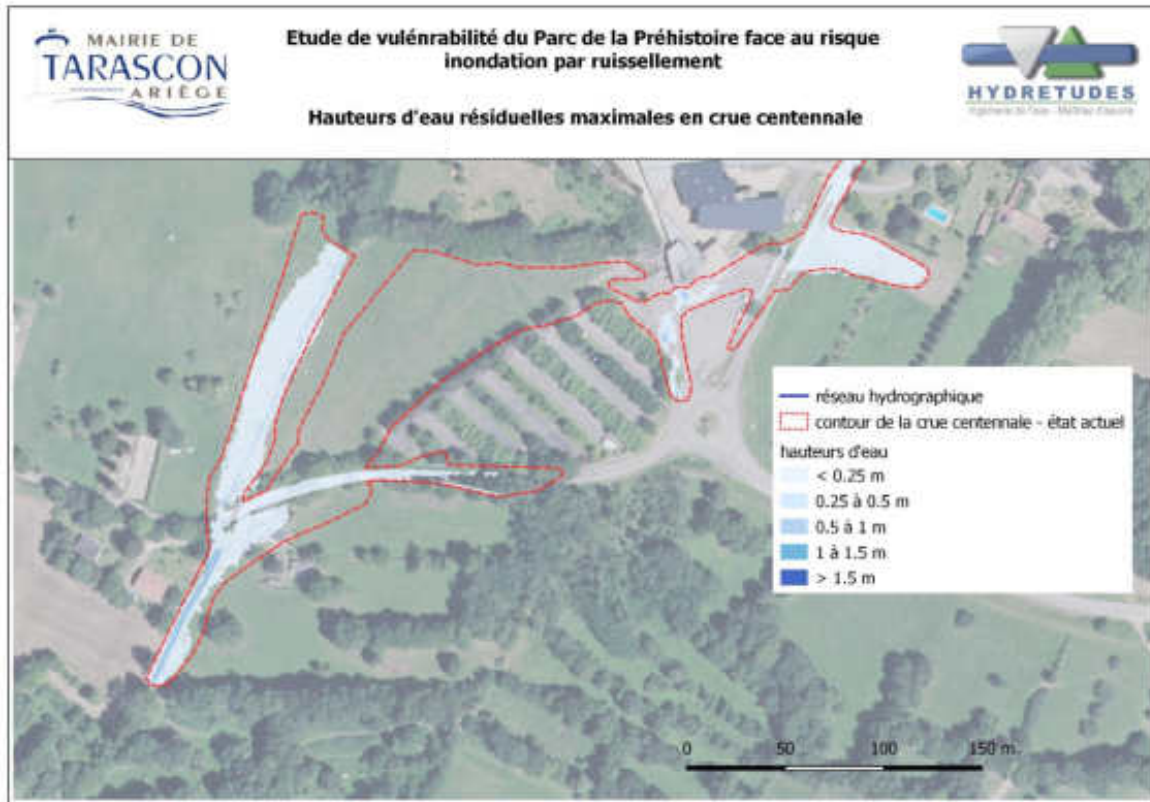 MAIRIE DE
TARASCON
ARIÈGE
Etude de vulénrabilité du Parc de la Préhistoire face au risque
inondation par ruissellement
Hauteurs d'eau résiduelles maximales en crue centennale
HYDRETUDES
réseau hydrographique
contour de la crue centennale - état actuel
hauteurs d'eau
< 0.25 m
0.25 à 0.5 m
0.5 à 1 m
1 à 1.5 m
> 1.5 m
0 50 100 150 m